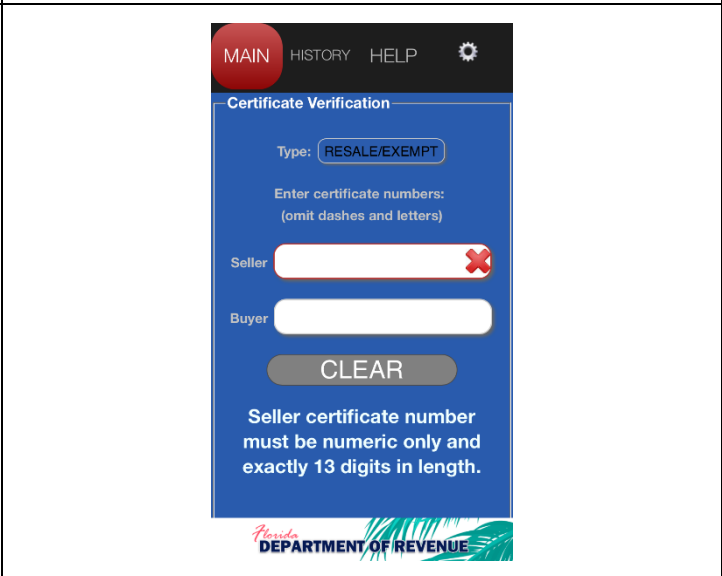 MAIN HISTORY HELP
Certificate Verification
Type: RESALE/EXEMPT
Enter certificate numbers:
(omit dashes and letters)
Seller
Buyer
CLEAR
Seller certificate number
must be numeric only and
exactly 13 digits in length.
Florida
DEPARTMENT OF REVENUE